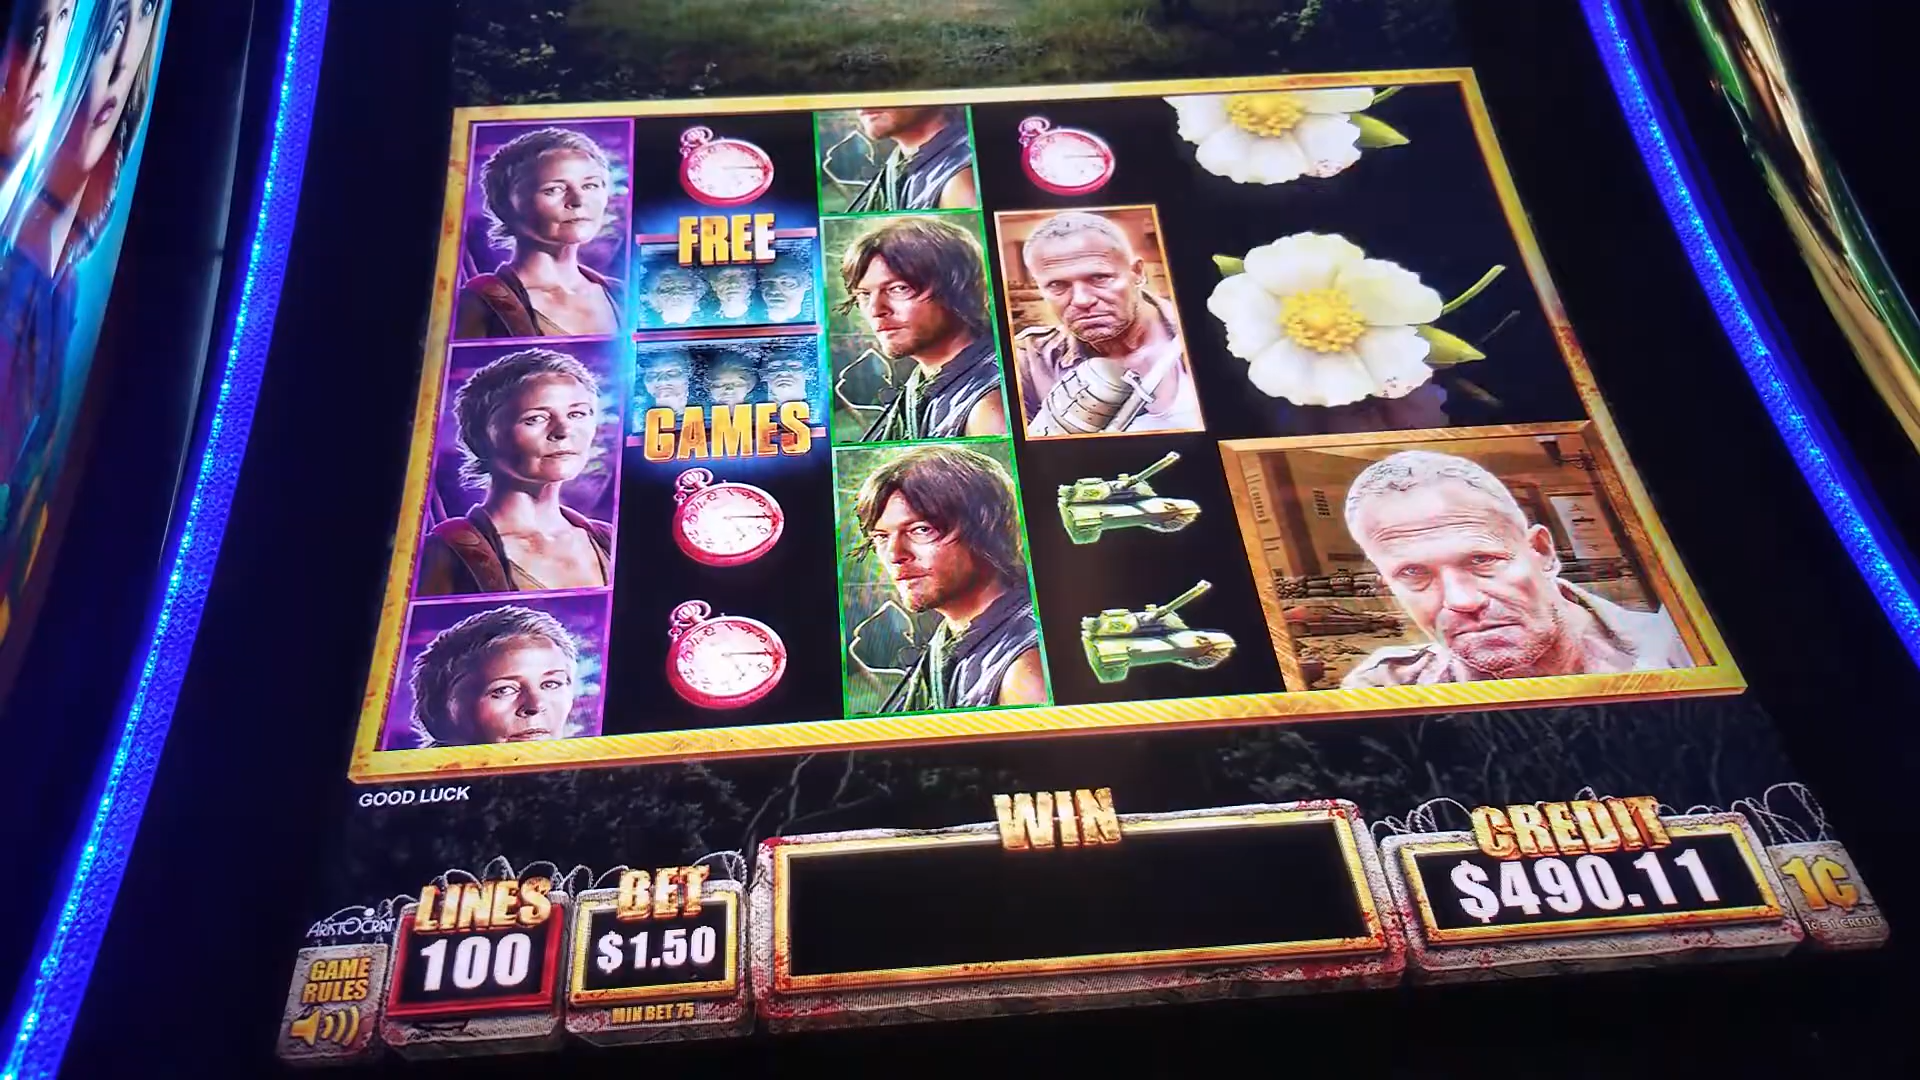 FREE
GAMES
GOOD LUCK
WIN
CREDIT
$490.11
1¢
LINES
100
BET
$1.50
MIN BET 75
ARISTOCRAT
GAME
RULES